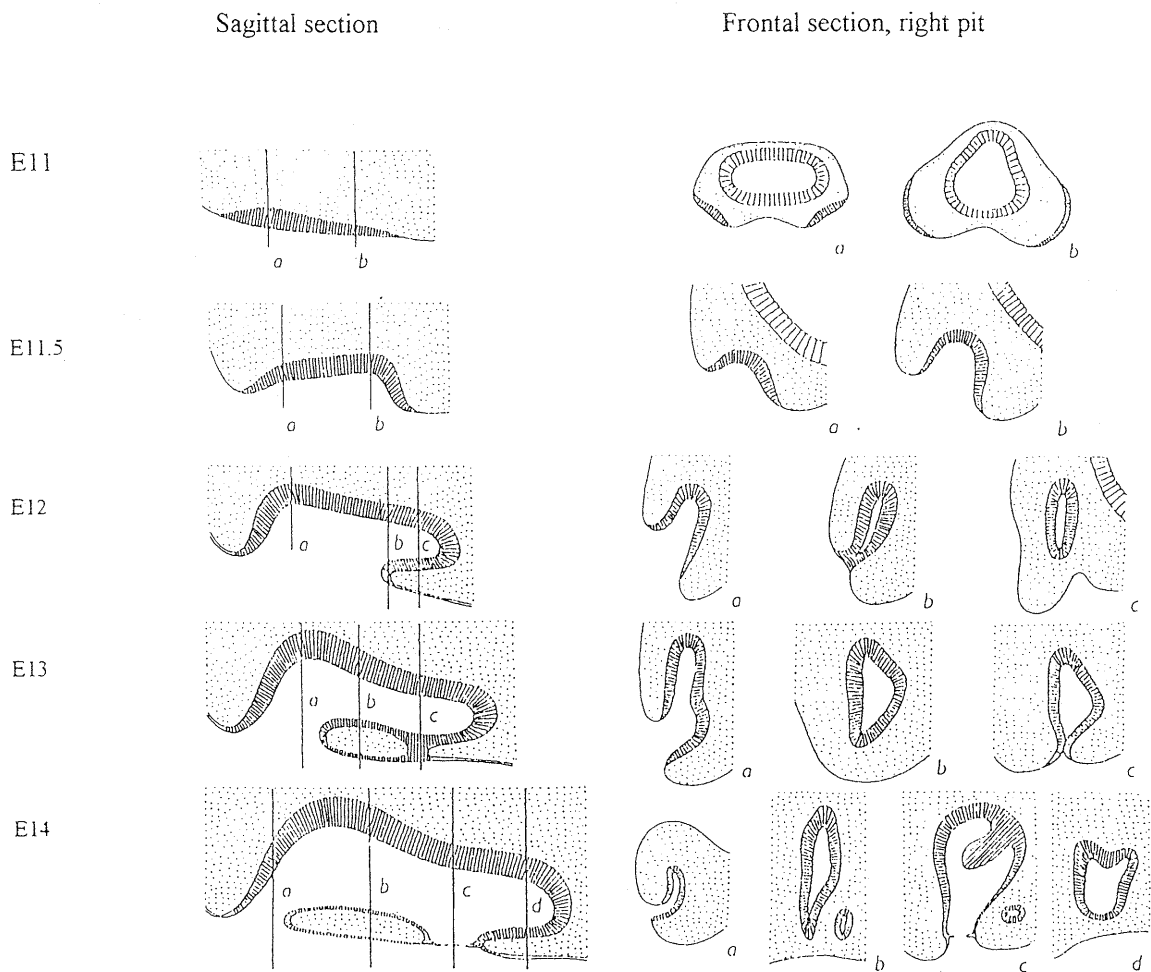 Sagittal section
Frontal section, right pit
E11
a b
a b
E11.5
a b
a b
E12
a b c
a b c
E13
a b c
a b c
E14
a b c d
a b c d